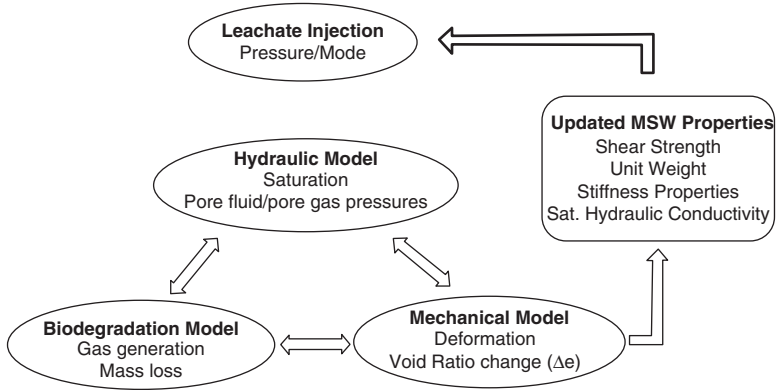 Leachate Injection
Pressure/Mode
Updated MSW Properties
Shear Strength
Unit Weight
Stiffness Properties
Sat. Hydraulic Conductivity
Hydraulic Model
Saturation
Pore fluid/pore gas pressures
Biodegradation Model
Gas generation
Mass loss
Mechanical Model
Deformation
Void Ratio change (Δe)